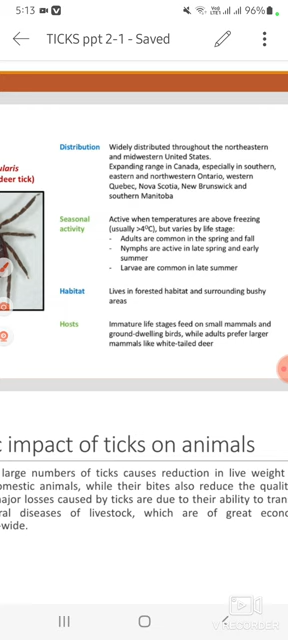 5:13
96%
TICKS ppt 2-1 - Saved
ularis
deer tick)
Distribution
Widely distributed throughout the northeastern
and midwestern United States.
Expanding range in Canada, especially in southern,
eastern and northwestern Ontario, western
Quebec, Nova Scotia, New Brunswick and
southern Manitoba
Seasonal
activity
Active when temperatures are above freezing
(usually >4⁰C), but varies by life stage:
- Adults are common in the spring and fall
- Nymphs are active in late spring and early
summer
- Larvae are common in late summer
Habitat
Lives in forested habitat and surrounding bushy
areas
Hosts
Immature life stages feed on small mammals and
ground-dwelling birds, while adults prefer larger
mammals like white-tailed deer
c impact of ticks on animals
large numbers of ticks causes reduction in live weight
omestic animals, while their bites also reduce the qualit
major losses caused by ticks are due to their ability to tran
ral diseases of livestock, which are of great econo
-wide.
V RECORDER